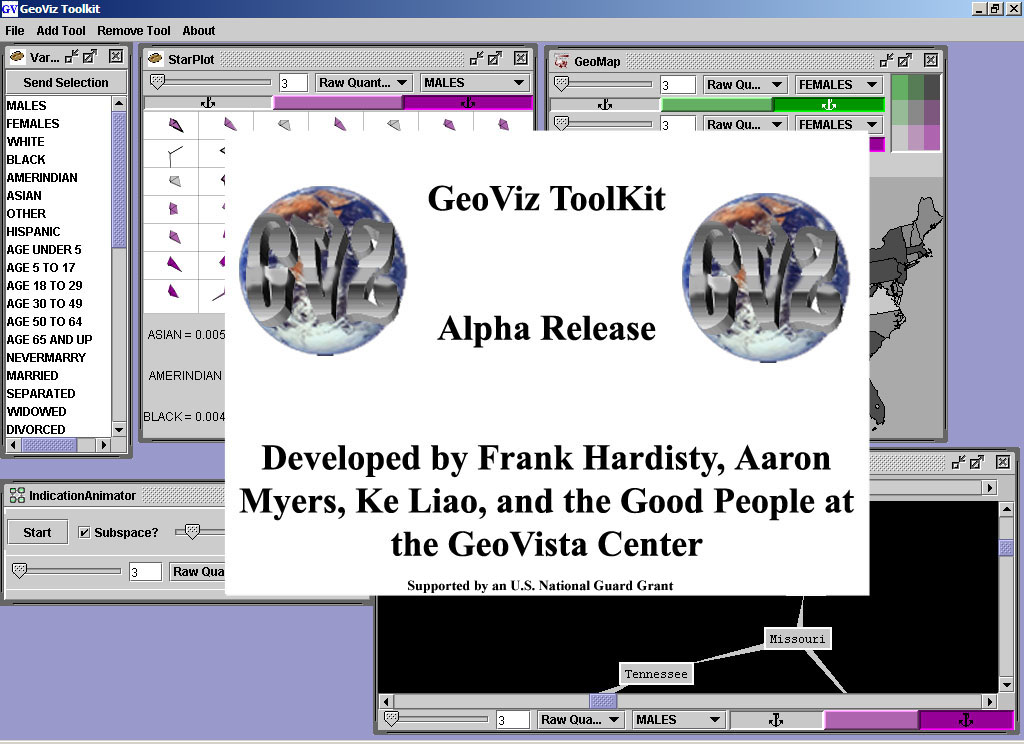 GV GeoViz Toolkit
File Add Tool Remove Tool About
Var...
Send Selection
MALES
FEMALES
WHITE
BLACK
AMERINDIAN
ASIAN
OTHER
HISPANIC
AGE UNDER 5
AGE 5 TO 17
AGE 18 TO 29
AGE 30 TO 49
AGE 50 TO 64
AGE 65 AND UP
NEVERMARRY
MARRIED
SEPARATED
WIDOWED
DIVORCED
StarPlot
3 Raw Quant... MALES
ASIAN = 0.005
AMERINDIAN
BLACK = 0.004
GeoMap
3 Raw Qu... FEMALES
3 Raw Qu... FEMALES
GeoViz ToolKit
GVZ
GVZ
Alpha Release
Developed by Frank Hardisty, Aaron
Myers, Ke Liao, and the Good People at
the GeoVista Center
Supported by an U.S. National Guard Grant
IndicationAnimator
Start Subspace?
3 Raw Qua
Missouri
Tennessee
3 Raw Qua... MALES